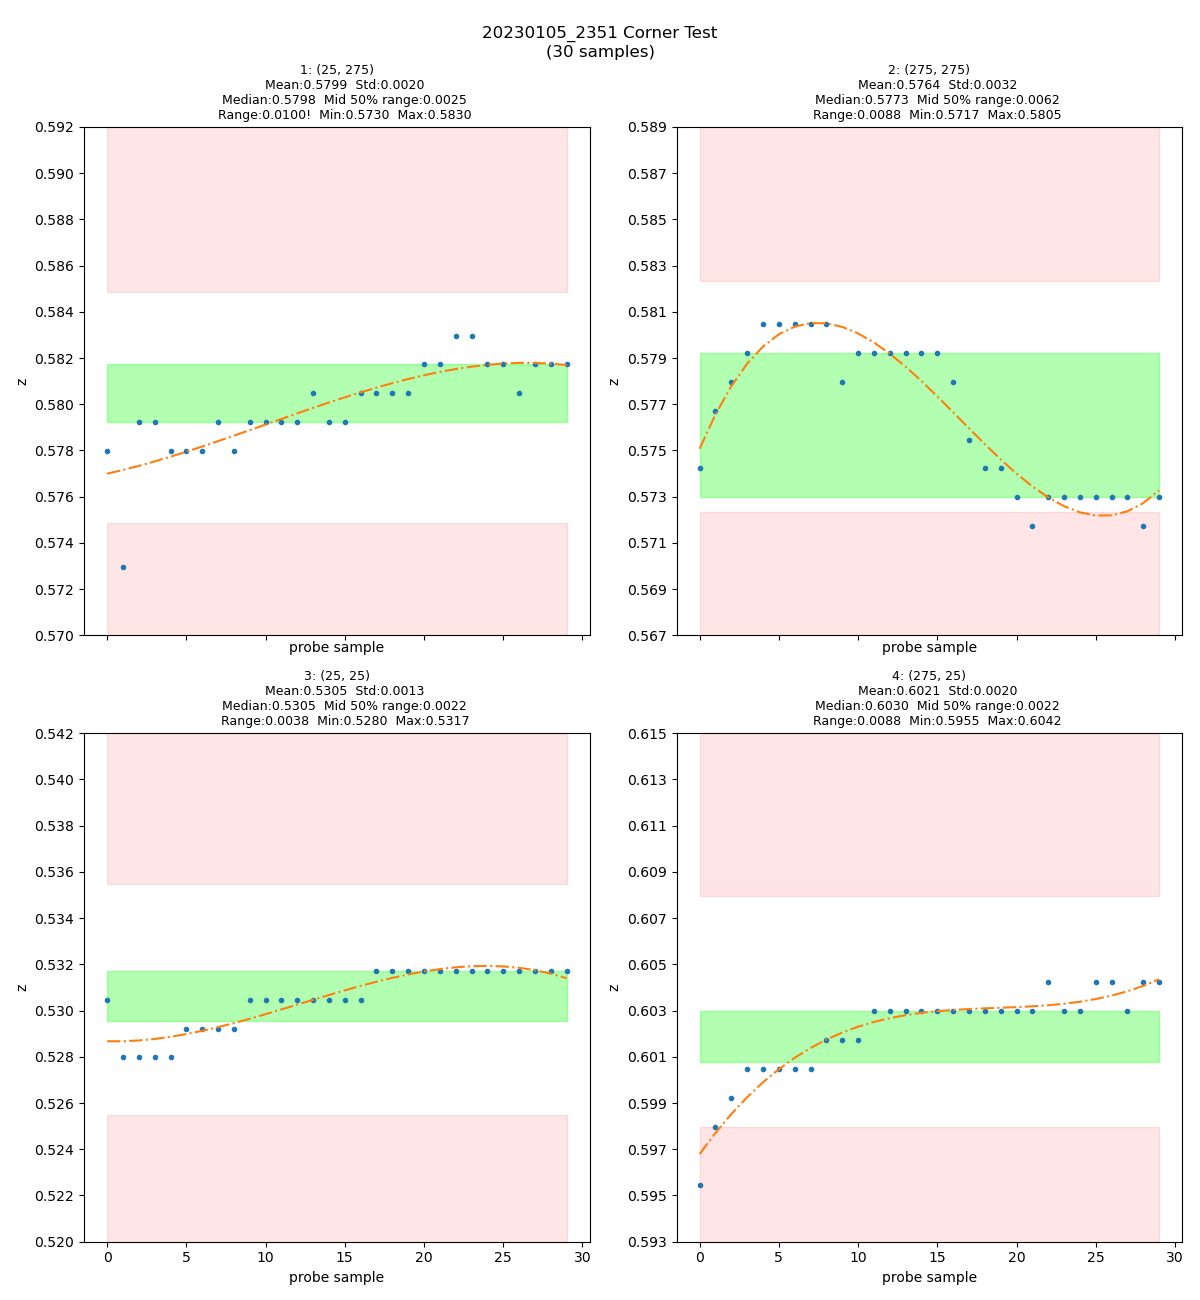 20230105_2351 Corner Test
(30 samples)
1: (25, 275)
Mean:0.5799 Std:0.0020
Median:0.5798 Mid 50% range:0.0025
Range:0.0100! Min:0.5730 Max:0.5830
0.592
0.590
0.588
0.586
0.584
0.582
0.580
0.578
0.576
0.574
0.572
0.570
z
probe sample
2: (275, 275)
Mean:0.5764 Std:0.0032
Median:0.5773 Mid 50% range:0.0062
Range:0.0088 Min:0.5717 Max:0.5805
0.589
0.587
0.585
0.583
0.581
0.579
0.577
0.575
0.573
0.571
0.569
0.567
z
probe sample
3: (25, 25)
Mean:0.5305 Std:0.0013
Median:0.5305 Mid 50% range:0.0022
Range:0.0038 Min:0.5280 Max:0.5317
0.542
0.540
0.538
0.536
0.534
0.532
0.530
0.528
0.526
0.524
0.522
0.520
z
0 5 10 15 20 25 30
probe sample
4: (275, 25)
Mean:0.6021 Std:0.0020
Median:0.6030 Mid 50% range:0.0022
Range:0.0088 Min:0.5955 Max:0.6042
0.615
0.613
0.611
0.609
0.607
0.605
0.603
0.601
0.599
0.597
0.595
0.593
z
0 5 10 15 20 25 30
probe sample